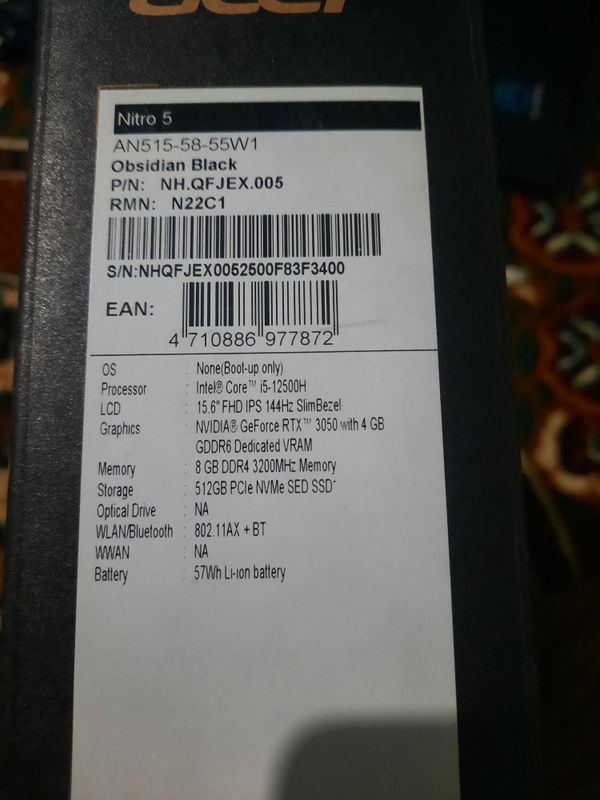 acer
Nitro 5
AN515-58-55W1
Obsidian Black
P/N: NH.QFJEX.005
RMN: N22C1
S/N:NHQFJEX0052500F83F3400
EAN:
4 710886 977872
OS : None(Boot-up only)
Processor : Intel® Core™ i5-12500H
LCD : 15.6" FHD IPS 144Hz SlimBezel
Graphics : NVIDIA® GeForce RTX™ 3050 with 4 GB
GDDR6 Dedicated VRAM
Memory : 8 GB DDR4 3200MHz Memory
Storage : 512GB PCIe NVMe SED SSD*
Optical Drive : NA
WLAN/Bluetooth : 802.11AX + BT
WWAN : NA
Battery : 57Wh Li-ion battery